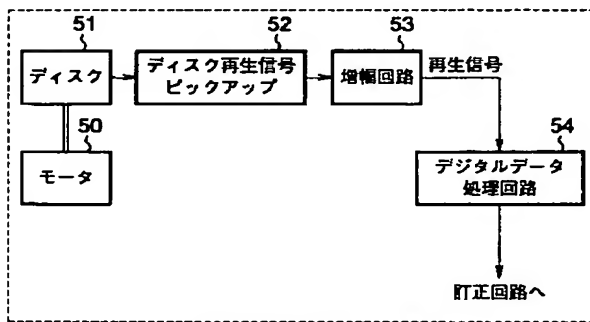 51
ディスク
52
ディスク再生信号
ピックアップ
53
増幅回路
再生信号
50
モータ
54
デジタルデータ
処理回路
訂正回路へ